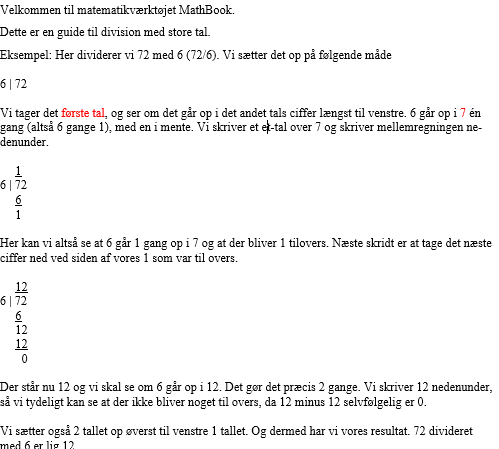 Velkommen til matematikværktøjet MathBook.
Dette er en guide til division med store tal.
Eksempel: Her dividerer vi 72 med 6 (72/6). Vi sætter det op på følgende måde
6 | 72
Vi tager det første tal, og ser om det går op i det andet tals ciffer længst til venstre. 6 går op i 7 én
gang (altså 6 gange 1), med en i mente. Vi skriver et et-tal over 7 og skriver mellemregningen ne-
denunder.
1
6 | 72
6
1
Her kan vi altså se at 6 går 1 gang op i 7 og at der bliver 1 tilovers. Næste skridt er at tage det næste
ciffer ned ved siden af vores 1 som var til overs.
12
6 | 72
6
12
12
0
Der står nu 12 og vi skal se om 6 går op i 12. Det gør det præcis 2 gange. Vi skriver 12 nedenunder,
så vi tydeligt kan se at der ikke bliver noget til overs, da 12 minus 12 selvfølgelig er 0.
Vi sætter også 2 tallet op øverst til venstre 1 tallet. Og dermed har vi vores resultat. 72 divideret
med 6 er lig 12